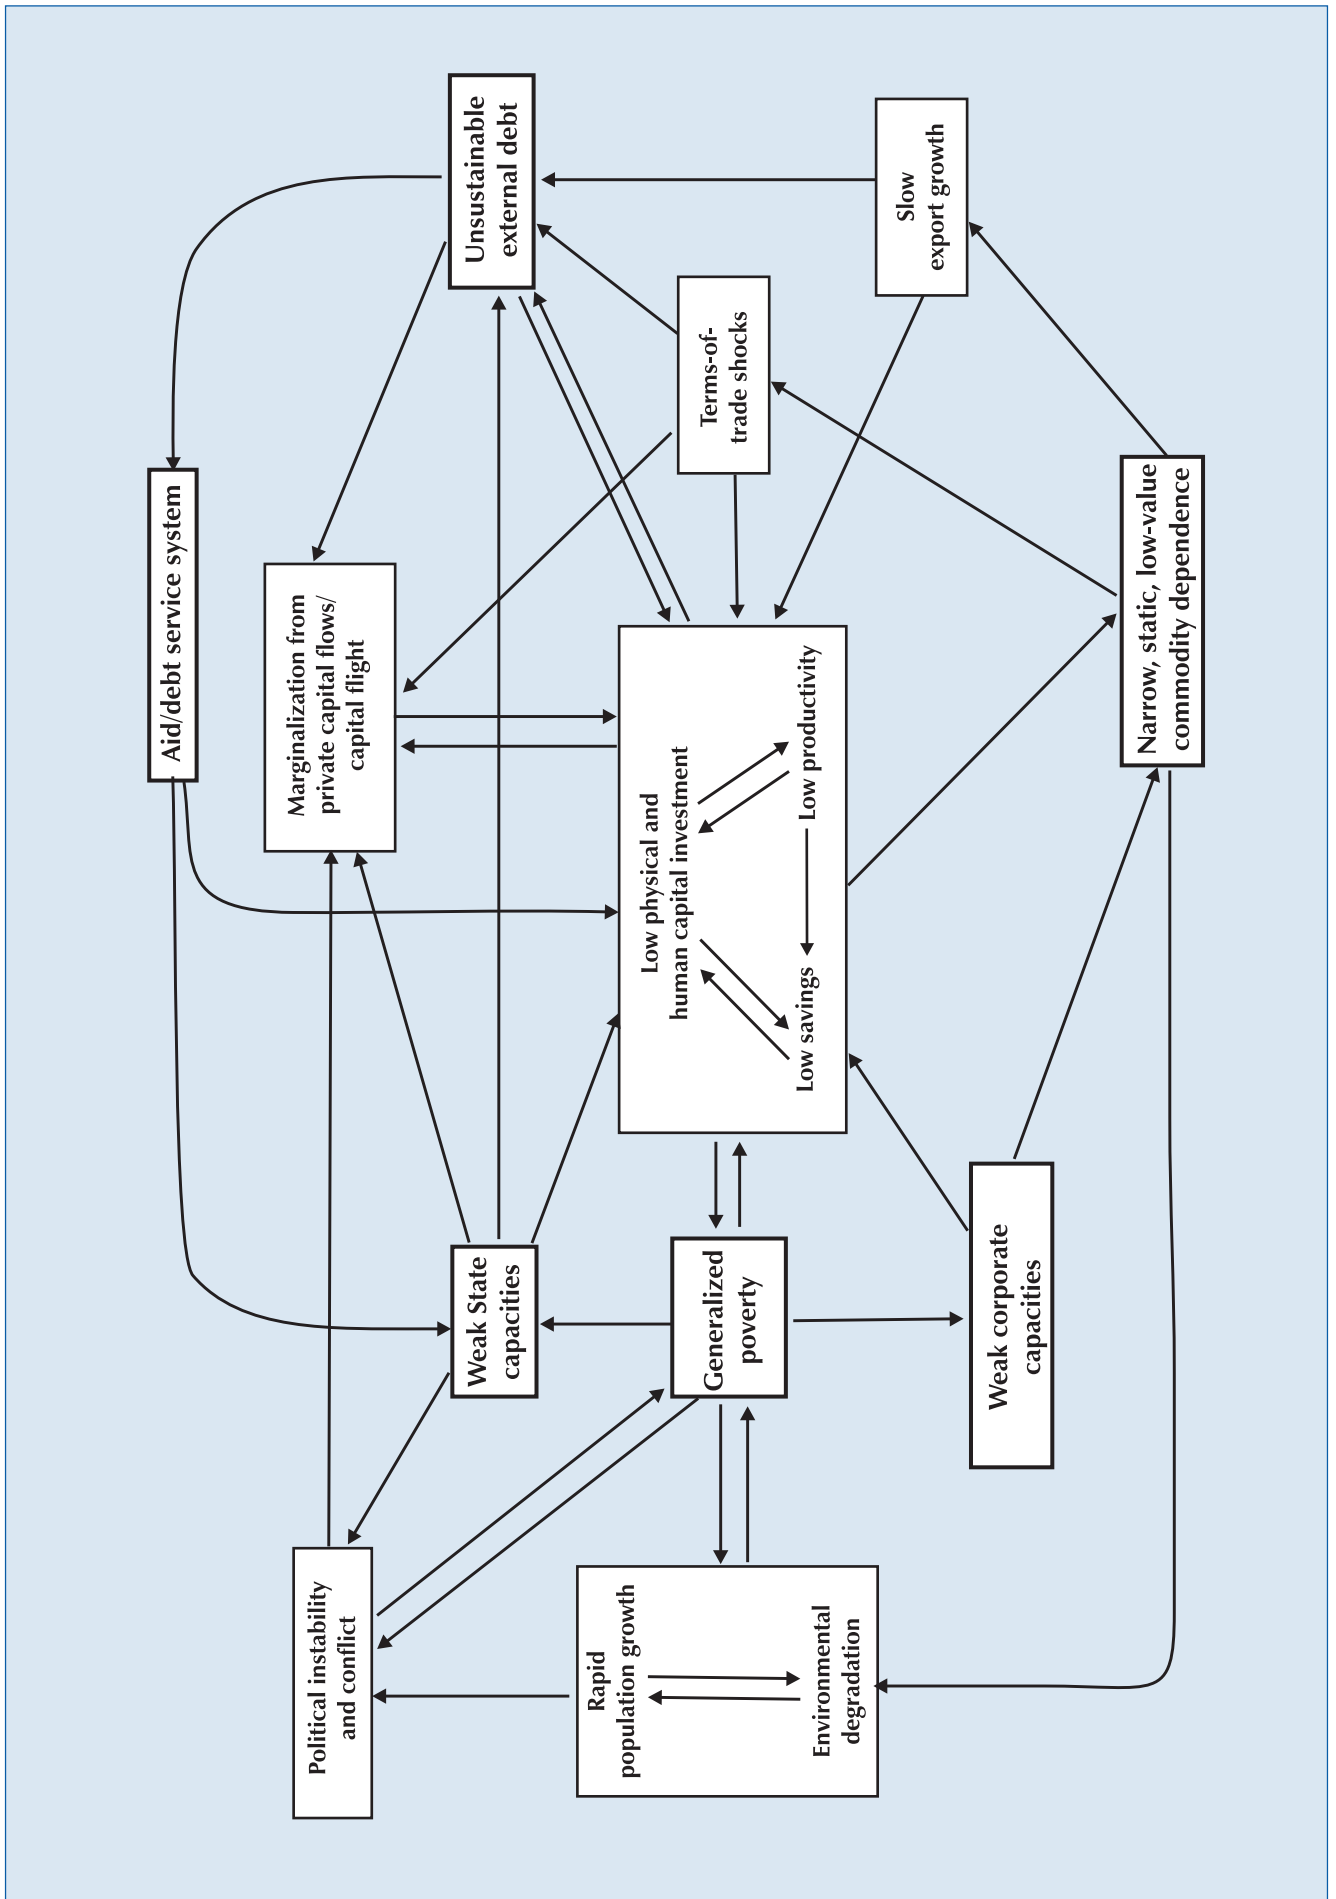 Political instability
and conflict
Rapid
population growth
Environmental
degradation
Weak State
capacities
Generalized
poverty
Weak corporate
capacities
Aid/debt service system
Marginalization from
private capital flows/
capital flight
Low physical and
human capital investment
Low savings
Low productivity
Narrow, static, low-value
commodity dependence
Terms-of-
trade shocks
Unsustainable
external debt
Slow
export growth